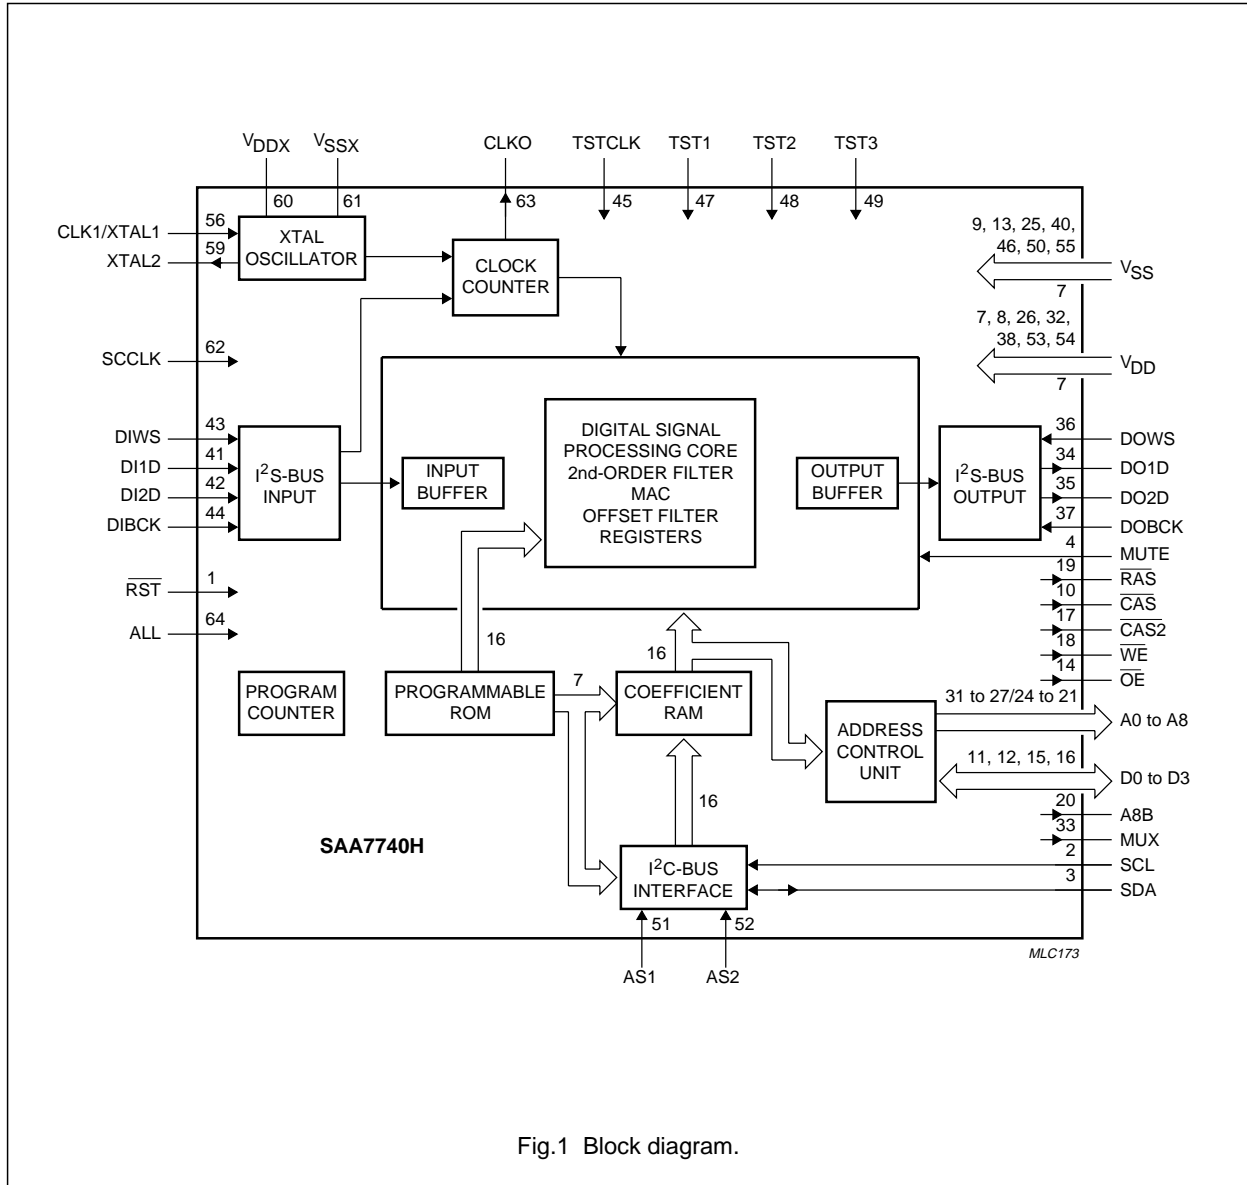 VDDX
VSSX
CLKO
TSTCLK
TST1
TST2
TST3
60
61
63
45
47
48
49
CLK1/XTAL1
56
XTAL2
59
XTAL
OSCILLATOR
CLOCK
COUNTER
9, 13, 25, 40,
46, 50, 55
VSS
7
7, 8, 26, 32,
38, 53, 54
VDD
7
SCCLK
62
DIWS
43
DI1D
41
DI2D
42
DIBCK
44
I2S-BUS
INPUT
INPUT
BUFFER
DIGITAL SIGNAL
PROCESSING CORE
2nd-ORDER FILTER
MAC
OFFSET FILTER
REGISTERS
OUTPUT
BUFFER
I2S-BUS
OUTPUT
36
DOWS
34
DO1D
35
DO2D
37
DOBCK
4
MUTE
19
RAS
10
CAS
17
CAS2
18
WE
14
OE
RST
1
ALL
64
16
16
PROGRAM
COUNTER
PROGRAMMABLE
ROM
7
COEFFICIENT
RAM
ADDRESS
CONTROL
UNIT
31 to 27/24 to 21
A0 to A8
11, 12, 15, 16
D0 to D3
20
A8B
33
MUX
2
SCL
3
SDA
16
SAA7740H
I2C-BUS
INTERFACE
51
52
AS1
AS2
MLC173
Fig.1 Block diagram.